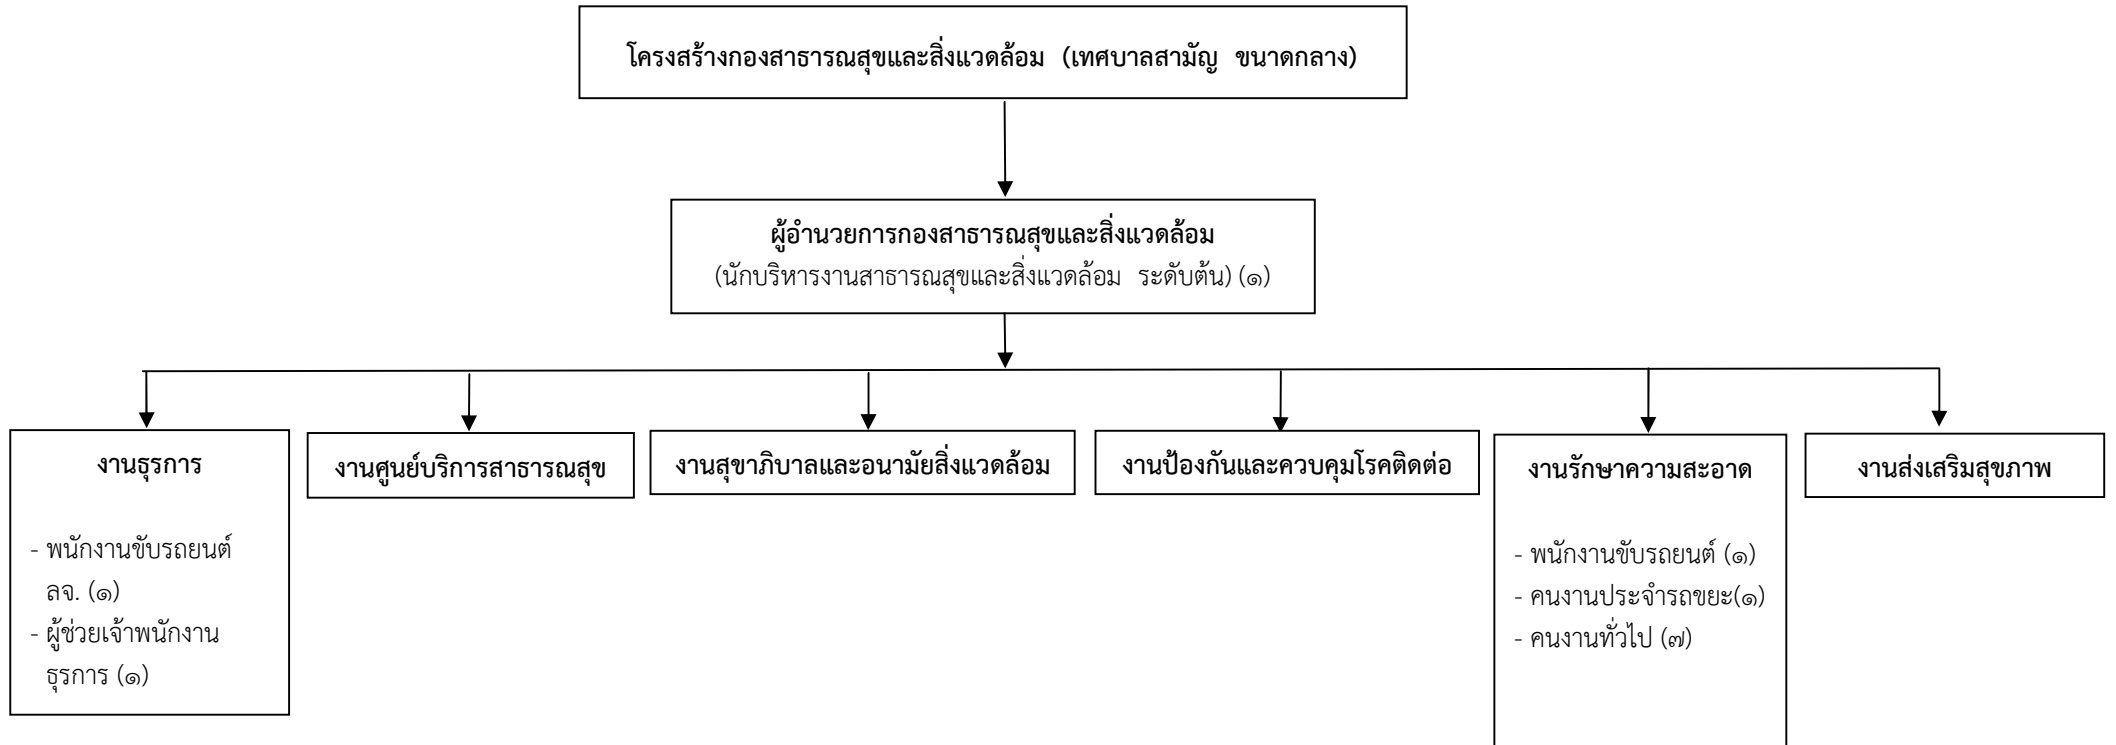 โครงสร้างกองสาธารณสุขและสิ่งแวดล้อม (เทศบาลสามัญ ขนาดกลาง)
ผู้อำนวยการกองสาธารณสุขและสิ่งแวดล้อม
(นักบริหารงานสาธารณสุขและสิ่งแวดล้อม ระดับต้น) (๑)
งานธุรการ
- พนักงานขับรถยนต์
ลจ. (๑)
- ผู้ช่วยเจ้าพนักงาน
ธุรการ (๑)
งานศูนย์บริการสาธารณสุข
งานสุขาภิบาลและอนามัยสิ่งแวดล้อม
งานป้องกันและควบคุมโรคติดต่อ
งานรักษาความสะอาด
- พนักงานขับรถยนต์ (๑)
- คนงานประจำรถขยะ(๑)
- คนงานทั่วไป (๗)
งานส่งเสริมสุขภาพ